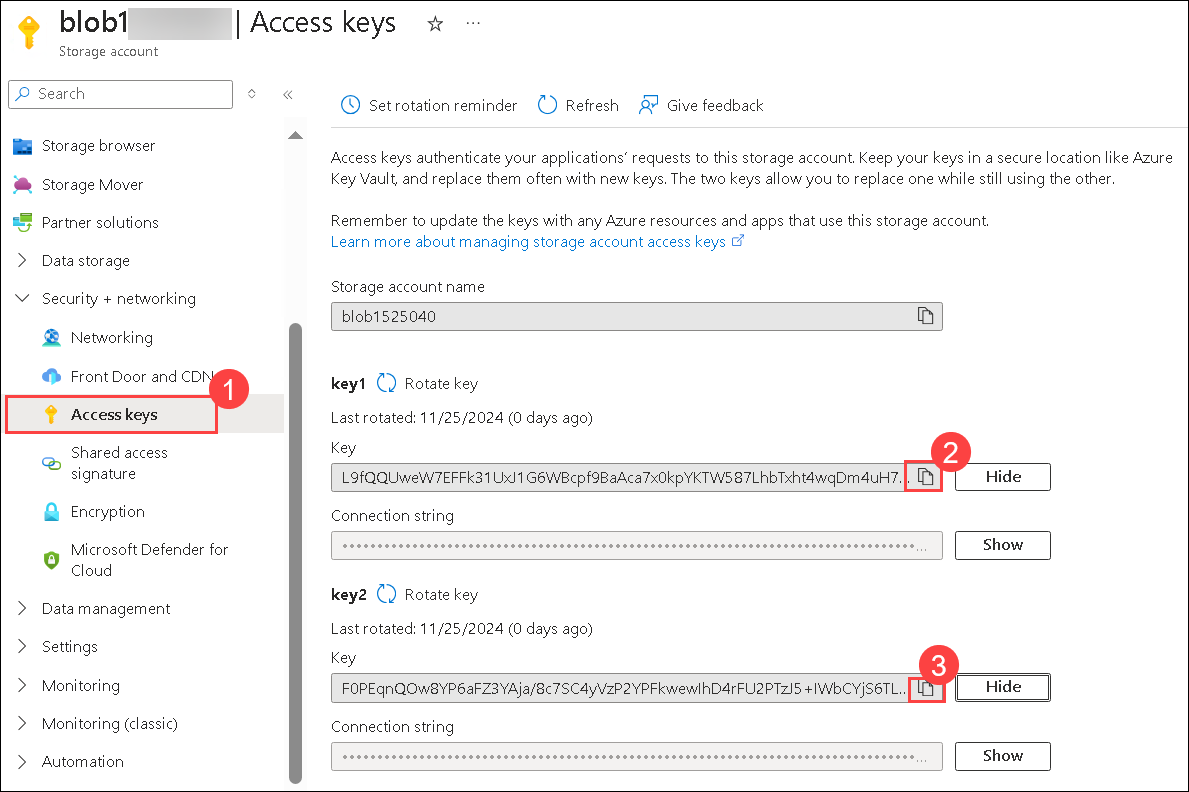 blob1 | Access keys
Storage account
Search
Storage browser
Storage Mover
Partner solutions
Data storage
Security + networking
Networking
Front Door and CDN
1
Access keys
Shared access
signature
Encryption
Microsoft Defender for
Cloud
Data management
Settings
Monitoring
Monitoring (classic)
Automation
Set rotation reminder
Refresh
Give feedback
Access keys authenticate your applications' requests to this storage account. Keep your keys in a secure location like Azure
Key Vault, and replace them often with new keys. The two keys allow you to replace one while still using the other.
Remember to update the keys with any Azure resources and apps that use this storage account.
Learn more about managing storage account access keys
Storage account name
blob1525040
key1 Rotate key
Last rotated: 11/25/2024 (0 days ago)
Key
2
L9fQQUweW7EFFk31UxJ1G6WBcpf9BaAca7x0kpYKTW587LhbTxht4wqDm4uH7...
Hide
Connection string
Show
key2 Rotate key
Last rotated: 11/25/2024 (0 days ago)
Key
3
F0PEqnQOw8YP6aFZ3YAja/8c7SC4yVzP2YPFkwewIhD4rFU2PTzJ5+IWbCYjS6TL...
Hide
Connection string
Show